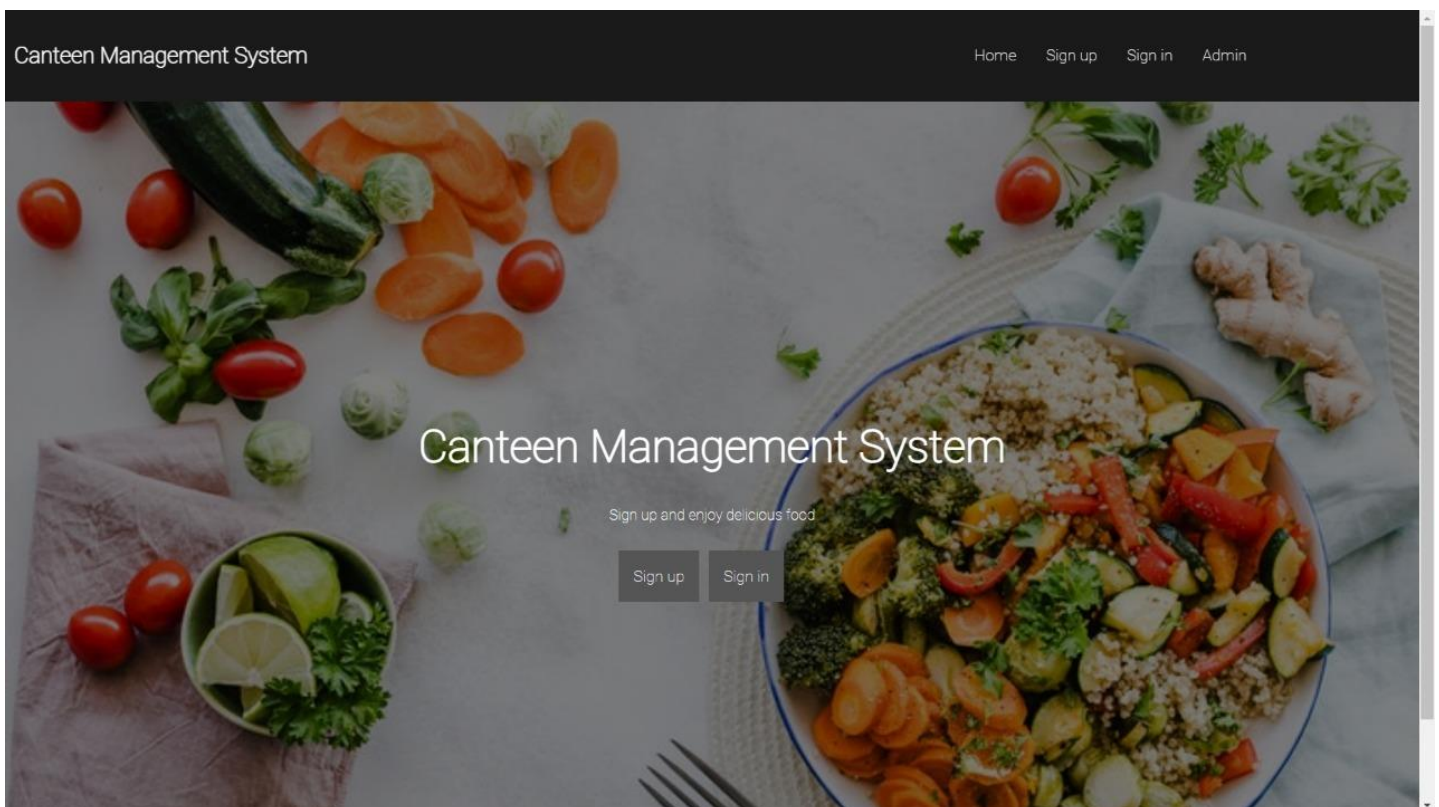 Canteen Management System
Home Sign up Sign in Admin
Canteen Management System
Sign up and enjoy delicious food
Sign up Sign in